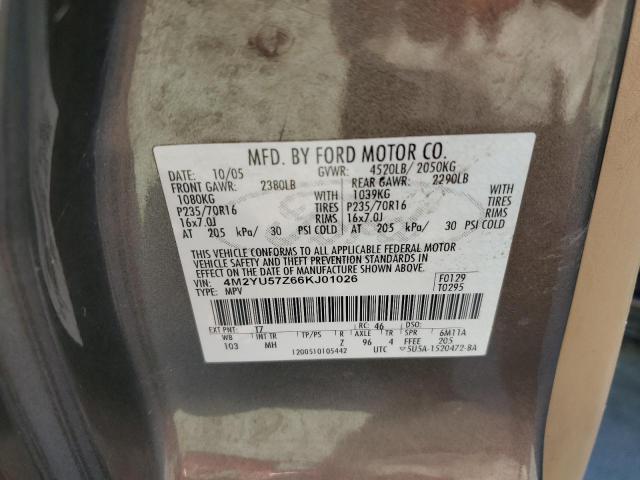 MFD. BY FORD MOTOR CO.
DATE: 10/05 GVWR: 4520LB/ 2050KG
FRONT GAWR: 2380LB REAR GAWR: 2290LB
1080KG WITH 1039KG WITH
P235/70R16 TIRES P235/70R16 TIRES
16x7.0J RIMS 16x7.0J RIMS
AT 205 kPa/ 30 PSI COLD AT 205 kPa/ 30 PSI COLD
THIS VEHICLE CONFORMS TO ALL APPLICABLE FEDERAL MOTOR
VEHICLE SAFETY AND THEFT PREVENTION STANDARDS IN
EFFECT ON THE DATE OF MANUFACTURE SHOWN ABOVE.
VIN: 4M2YU57Z66KJ01026 F0129
TYPE: MPV T0295
EXT PNT: T7 RC: 46 DSO:
WB INT TR TP/PS R AXLE TR SPR 6M11A
103 MH Z 96 4 FFEE 205
1200510105442 UTC 5U5A-1520472-BA